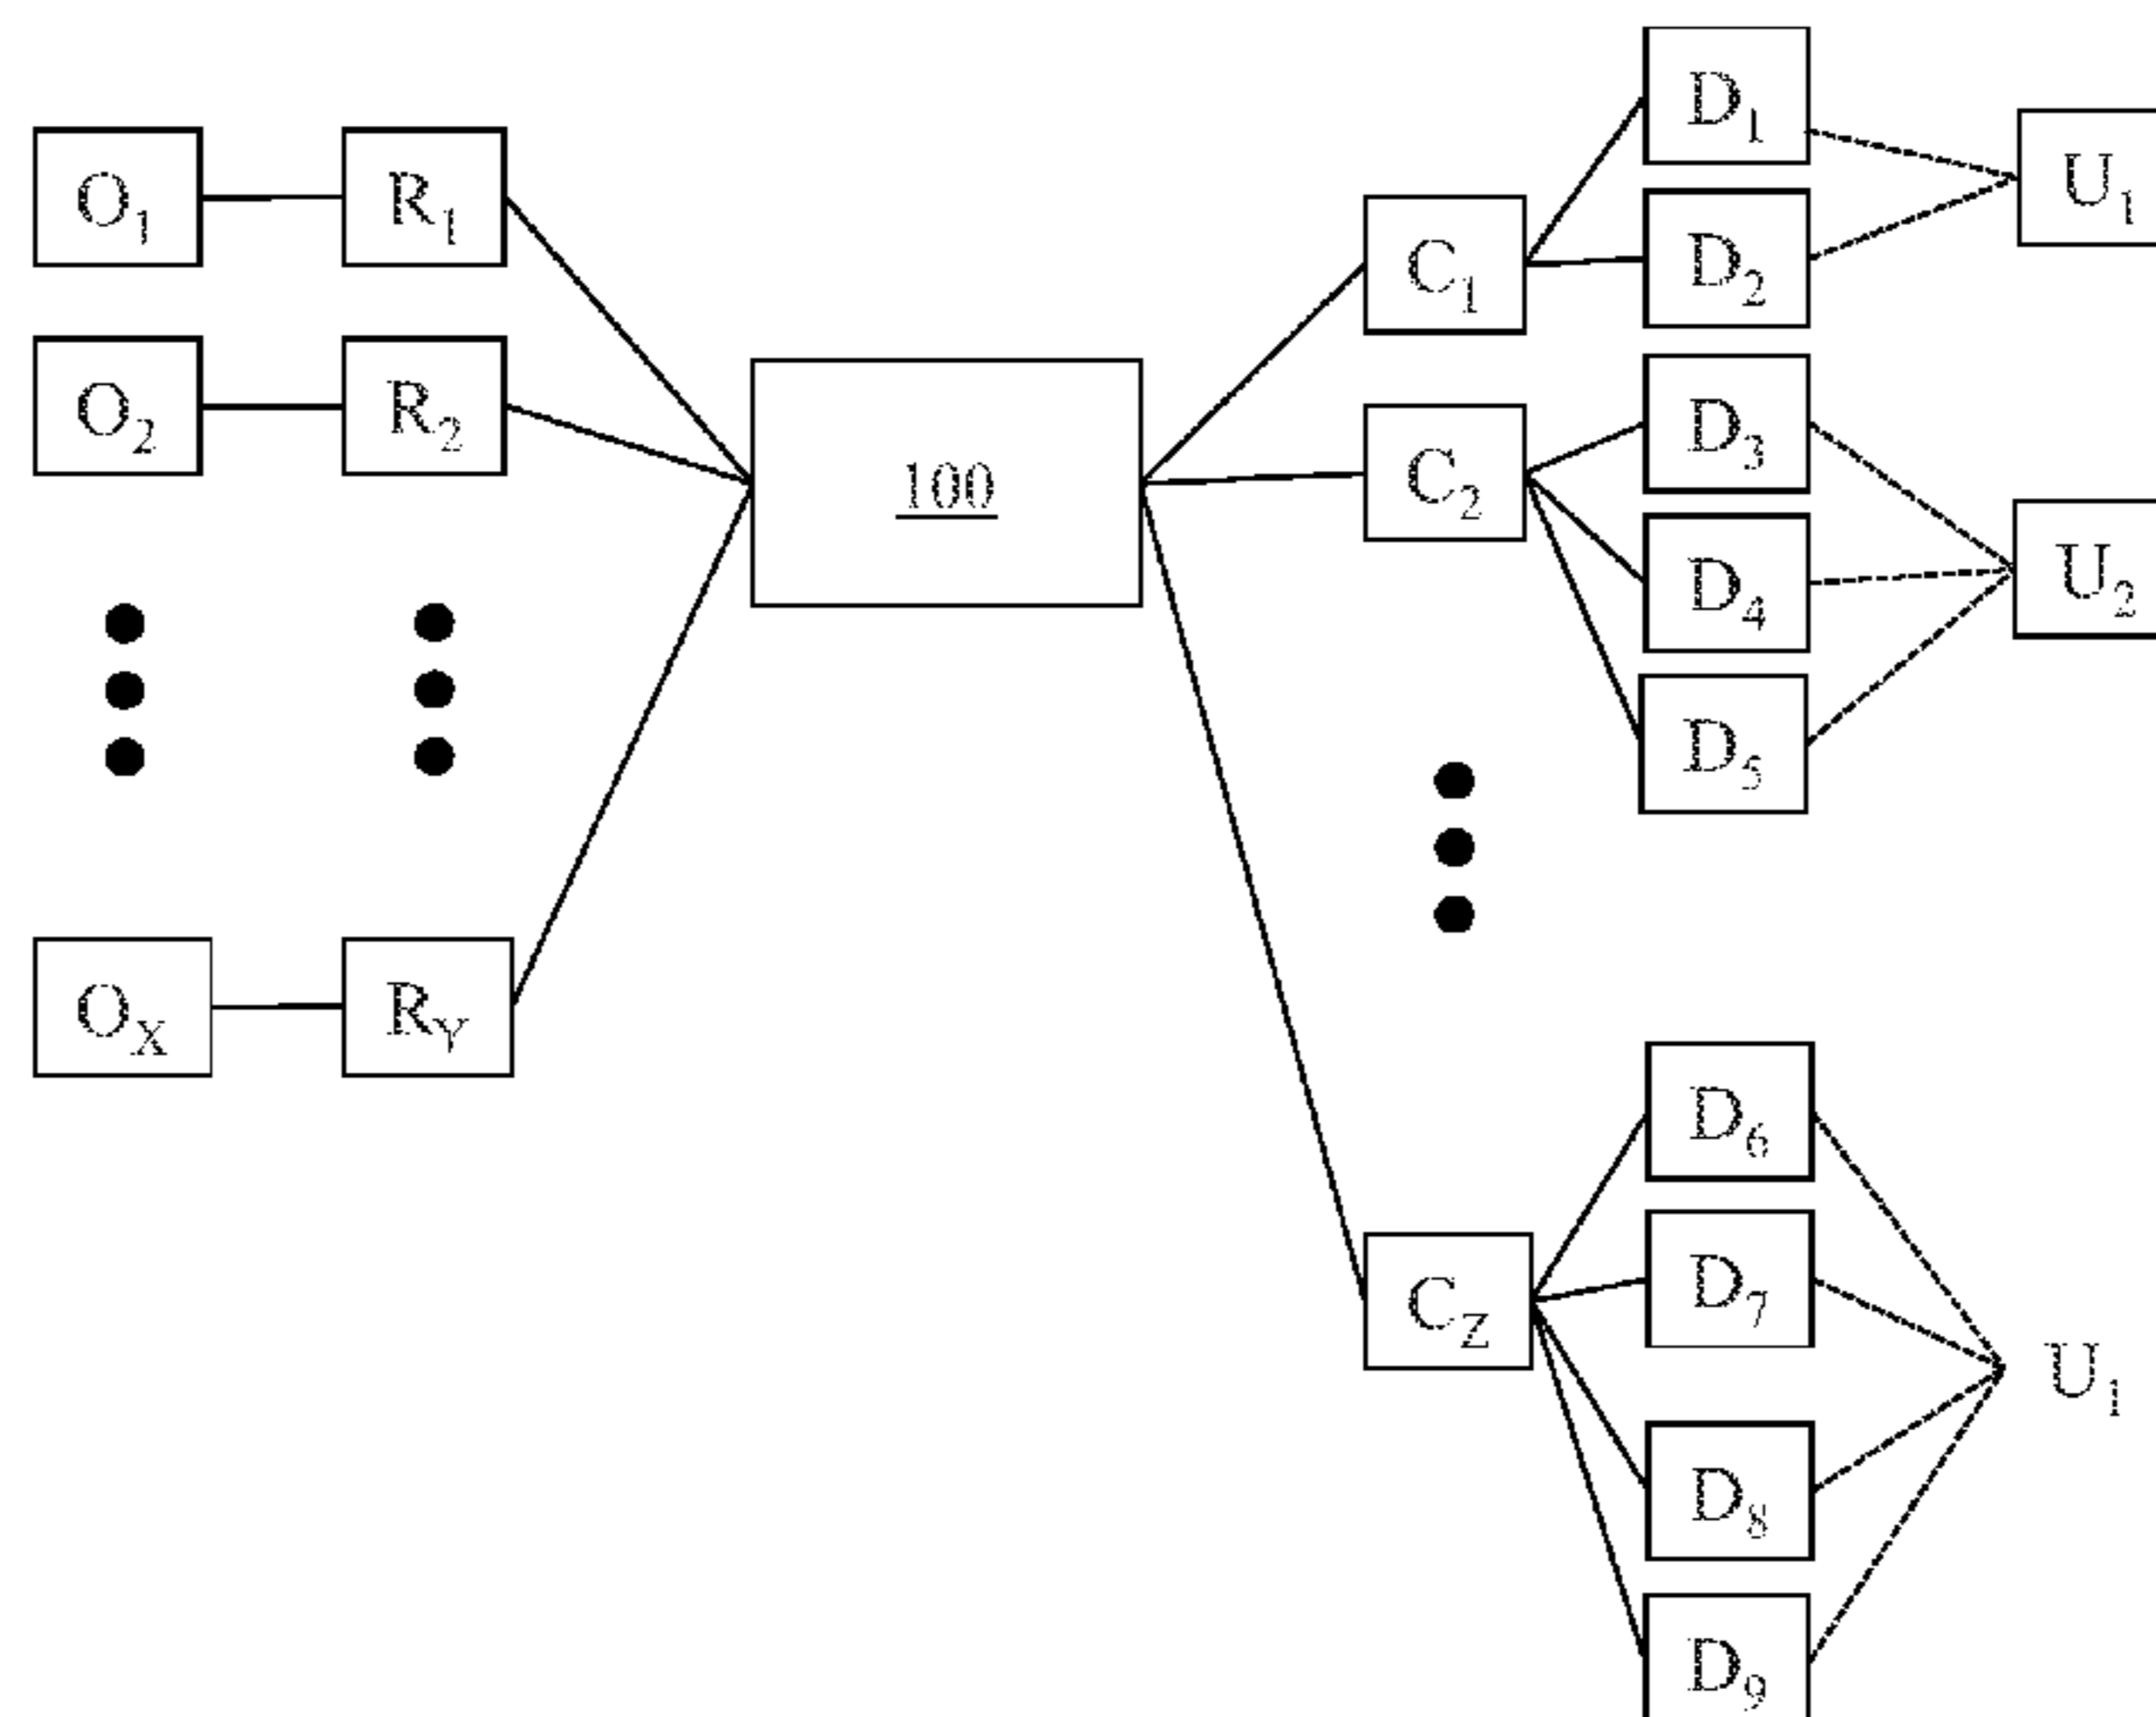 O1
R1
O2
R2
OX
RY
100
C1
C2
CZ
D1
D2
D3
D4
D5
D6
D7
D8
D9
U1
U2
U1